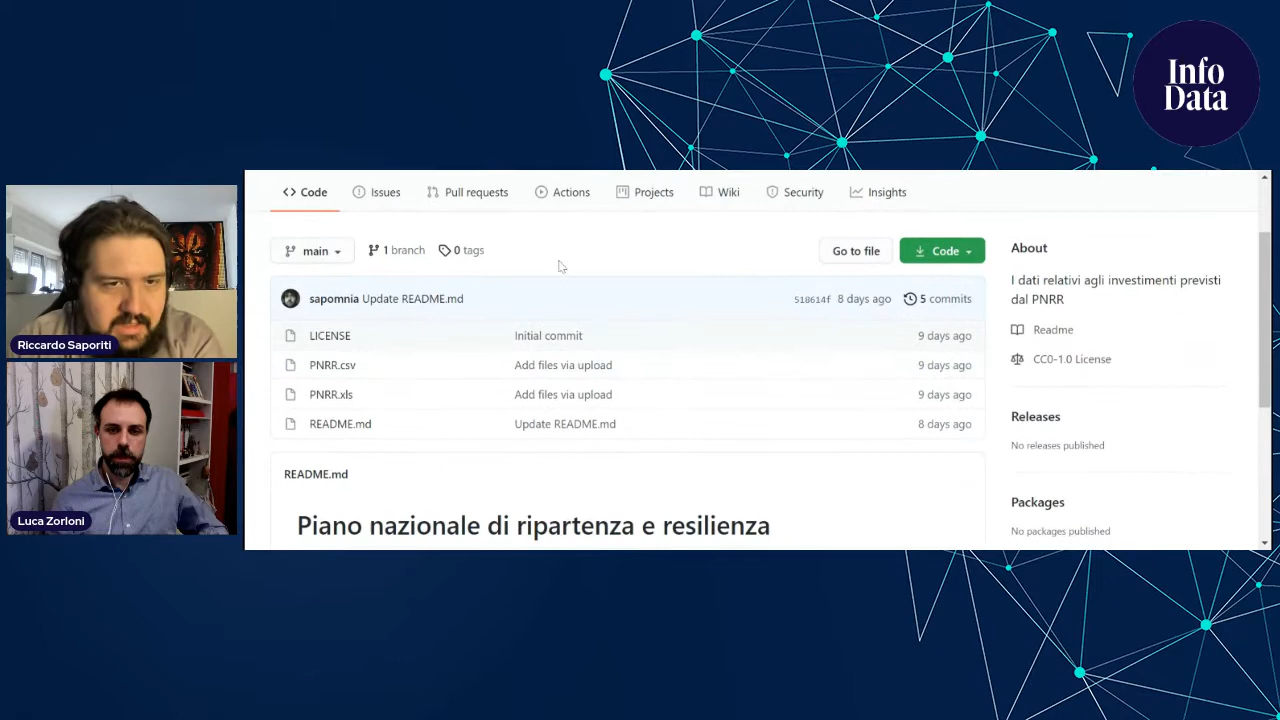 Info
Data
Riccardo Saporiti
Luca Zorloni
Code
Issues
Pull requests
Actions
Projects
Wiki
Security
Insights
main
1 branch
0 tags
Go to file
Code
sapomnia Update README.md
518614f 8 days ago
5 commits
LICENSE
Initial commit
9 days ago
PNRR.csv
Add files via upload
9 days ago
PNRR.xls
Add files via upload
9 days ago
README.md
Update README.md
8 days ago
README.md
Piano nazionale di ripartenza e resilienza
About
I dati relativi agli investimenti previsti
dal PNRR
Readme
CC0-1.0 License
Releases
No releases published
Packages
No packages published